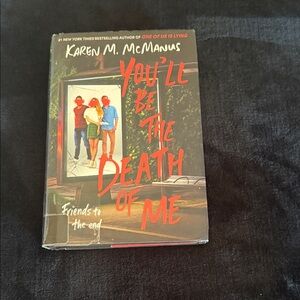 #1 NEW YORK TIMES BESTSELLING AUTHOR OF ONE OF US IS LYING
KAREN M. McMANUS
YOU'LL
BE
THE
DEATH
OF
ME
Friends to
the end